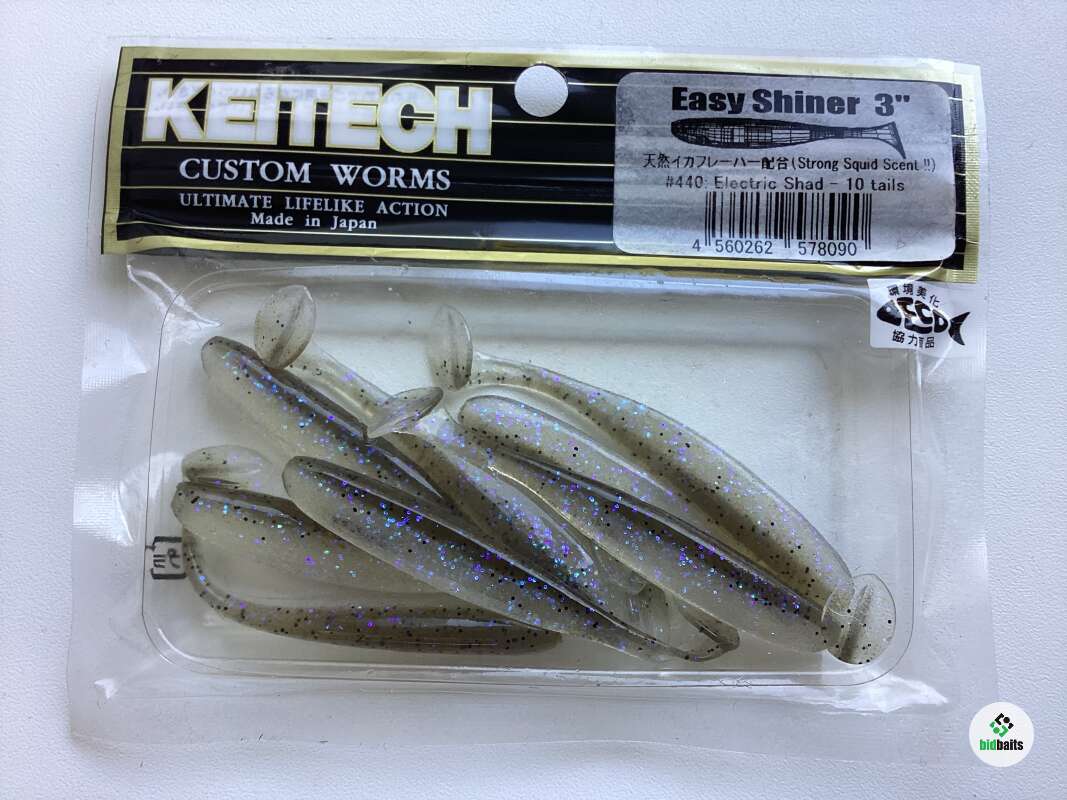 KEITECH
CUSTOM WORMS
ULTIMATE LIFELIKE ACTION
Made in Japan
Easy Shiner 3"
天然イカフレーバー配合(Strong Squid Scent !!)
#440: Electric Shad - 10 tails
4 560262 578090
環境美化
ECO
協力商品
bidbaits